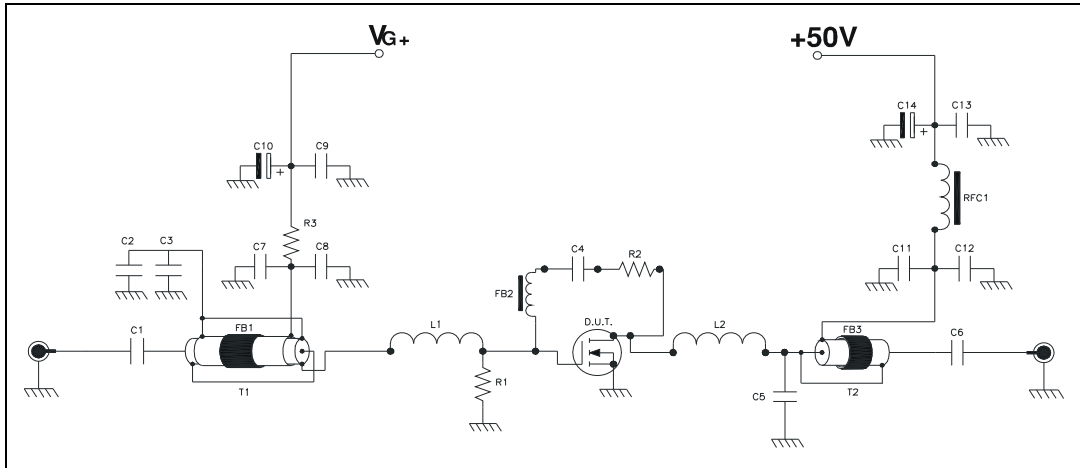 VG+
+50V
C14
C13
C10
+
C9
+
R3
RFC1
C2
C3
C7
C8
C4
R2
C11
C12
FB2
C1
FB1
L1
D.U.T.
L2
FB3
C6
R1
T1
C5
T2